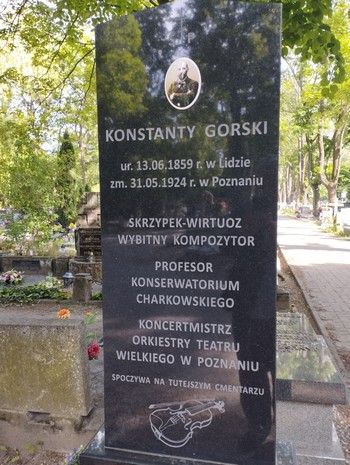 KONSTANTY GORSKI
ur. 13.06.1859 r. w Lidzie
zm. 31.05.1924 r. w Poznaniu
SKRZYPEK-WIRTUOZ
WYBITNY KOMPOZYTOR
PROFESOR
KONSERWATORIUM
CHARKOWSKIEGO
KONCERTMISTRZ
ORKIESTRY TEATRU
WIELKIEGO W POZNANIU
SPOCZYWA NA TUTEJSZYM CMENTARZU